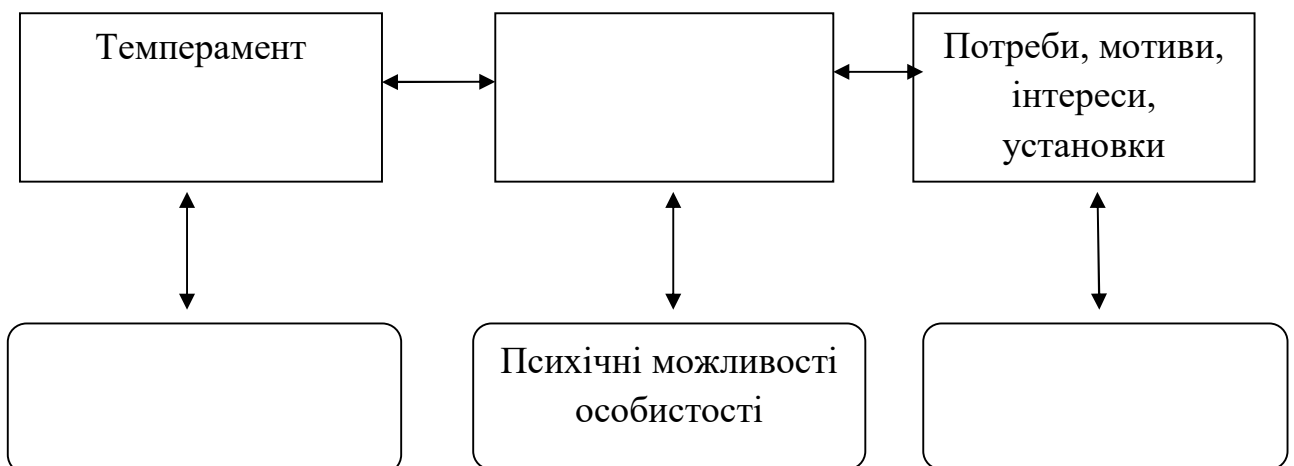 Темперамент
Потреби, мотиви,
інтереси,
установки
Психічні можливості
особистості